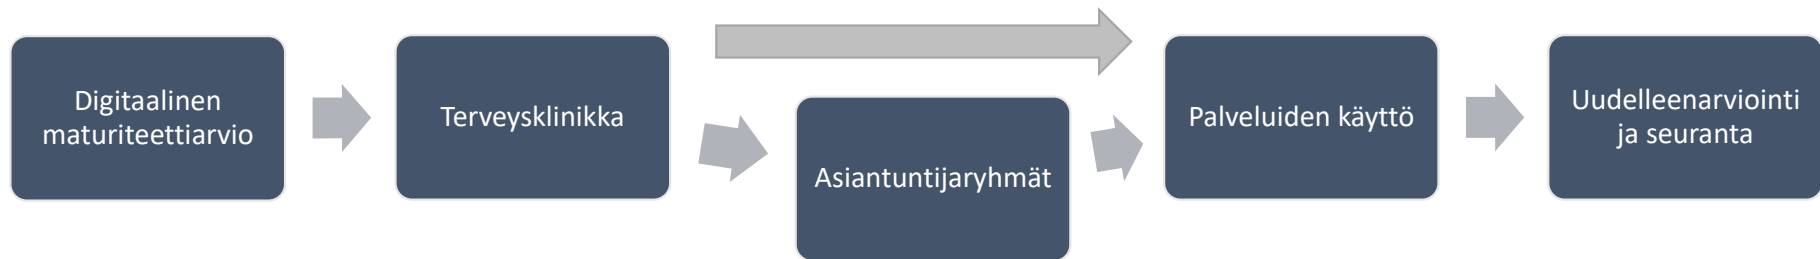 Digitaalinen
maturiteettiarvio
Terveysklinikka
Asiantuntijaryhmät
Palveluiden käyttö
Uudelleenarviointi
ja seuranta